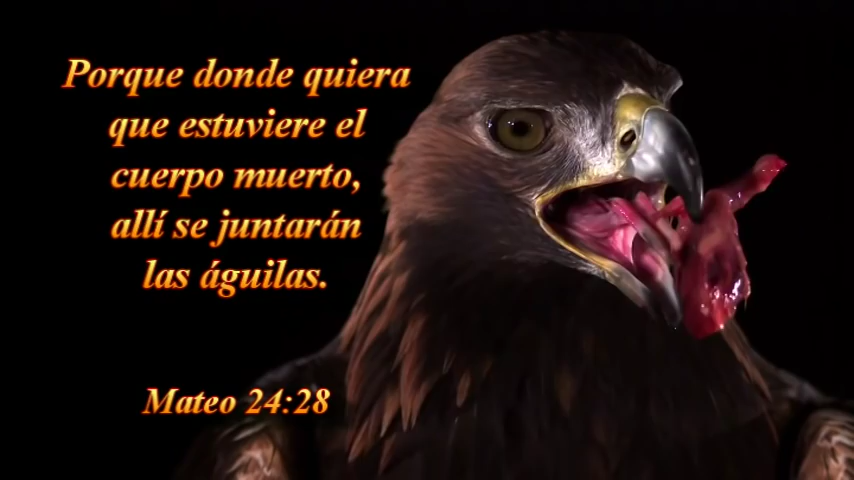 Porque donde quiera
que estuviere el
cuerpo muerto,
allí se juntarán
las águilas.
Mateo 24:28